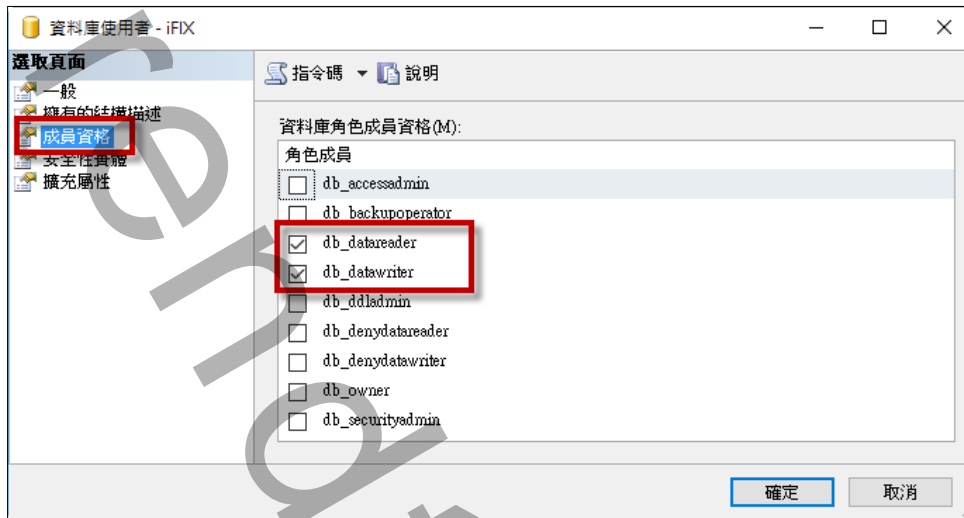 資料庫使用者 - iFIX
選取頁面
一般
擁有的結構描述
成員資格
安全性實體
擴充屬性
指令碼 說明
資料庫角色成員資格(M):
角色成員
db_accessadmin
db_backupoperator
db_datareader
db_datawriter
db_ddladmin
db_denydatareader
db_denydatawriter
db_owner
db_securityadmin
確定 取消